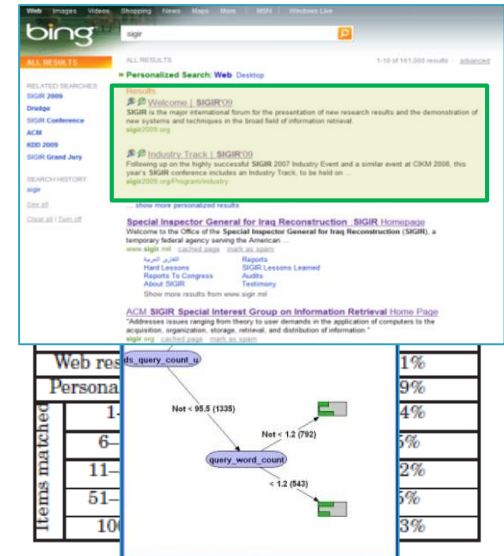 Web Images Videos Shopping News Maps More | MSN | Windows Live
bing
sigir
ALL RESULTS
ALL RESULTS
1-10 of 161,000 results · advanced
RELATED SEARCHES
SIGIR 2009
Drudge
SIGIR Conference
ACM
KDD 2009
SIGIR Grand Jury
SEARCH HISTORY
sigir
See all
Clear all | Turn off
» Personalized Search: Web Desktop
Results
Welcome | SIGIR'09
SIGIR is the major international forum for the presentation of new research results and the demonstration of
new systems and techniques in the broad field of information retrieval.
sigir2009.org
Industry Track | SIGIR'09
Following up on the highly successful SIGIR 2007 Industry Event and a similar event at CIKM 2008, this
year's SIGIR conference includes an Industry Track, to be held on ...
sigir2009.org/Program/industry
... show more personalized results
Special Inspector General for Iraq Reconstruction SIGIR Homepage
Welcome to the Office of the Special Inspector General for Iraq Reconstruction (SIGIR), a
temporary federal agency serving the American ...
www.sigir.mil cached page mark as spam
Reports
Hard Lessons
SIGIR Lessons Learned
Reports To Congress
Audits
About SIGIR
Testimony
Show more results from www.sigir.mil
ACM SIGIR Special Interest Group on Information Retrieval Home Page
"Addresses issues ranging from theory to user demands in the application of computers to the
acquisition, organization, storage, retrieval, and distribution of information."
sigir.org cached page mark as spam
Web res
ds_query_count_u
1%
Persona
9%
Items matched
1-
Not < 95.5 (1335)
4%
6–
Not < 1.2 (792)
5%
11–
query_word_count
2%
51–
< 1.2 (543)
5%
10
3%